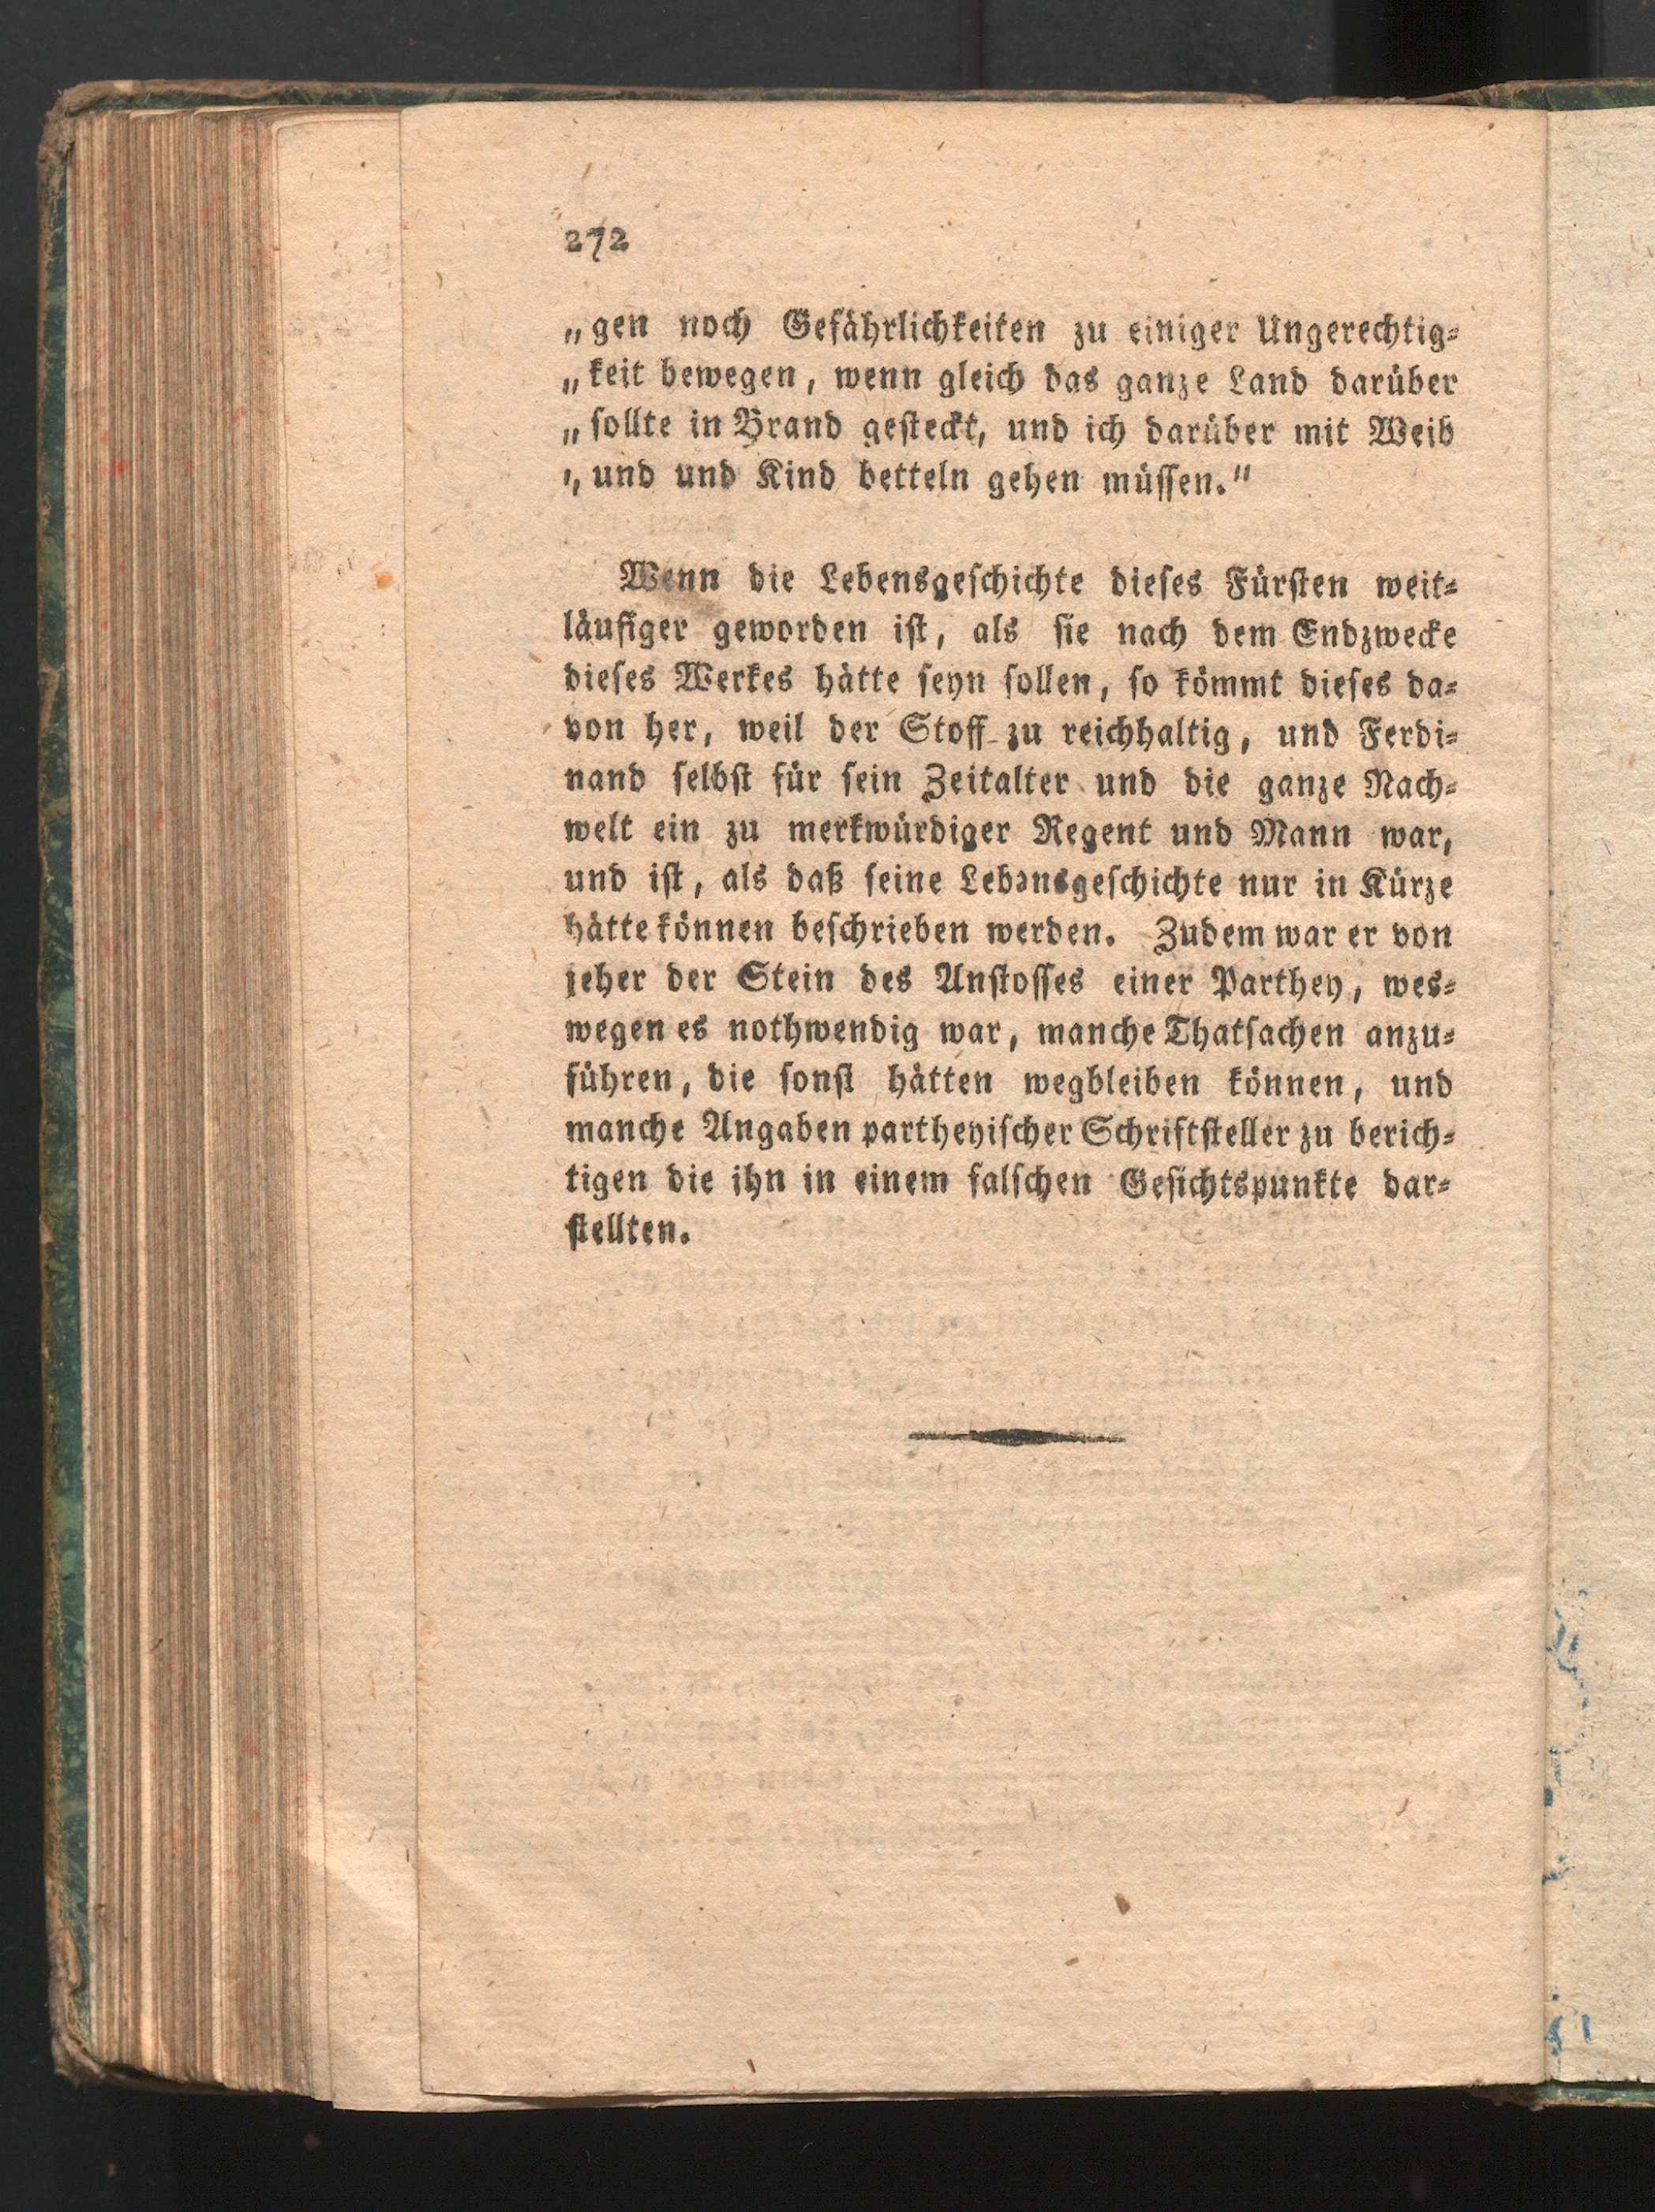 272
„gen noch Gefährlichkeiten zu einiger Ungerechtig=
„keit bewegen, wenn gleich das ganze Land darüber
„sollte in Brand gesteckt, und ich darüber mit Weib
„und und Kind betteln gehen müssen."
Wenn die Lebensgeschichte dieses Fürsten weit=
läufiger geworden ist, als sie nach dem Endzwecke
dieses Werkes hätte seyn sollen, so kömmt dieses da=
von her, weil der Stoff zu reichhaltig, und Ferdi=
nand selbst für sein Zeitalter und die ganze Nach=
welt ein zu merkwürdiger Regent und Mann war,
und ist, als daß seine Lebensgeschichte nur in Kürze
hätte können beschrieben werden. Zudem war er von
jeher der Stein des Anstosses einer Parthey, wes=
wegen es nothwendig war, manche Thatsachen anzu=
führen, die sonst hätten wegbleiben können, und
manche Angaben partheyischer Schriftsteller zu berich=
tigen die ihn in einem falschen Gesichtspunkte dar=
stellten.